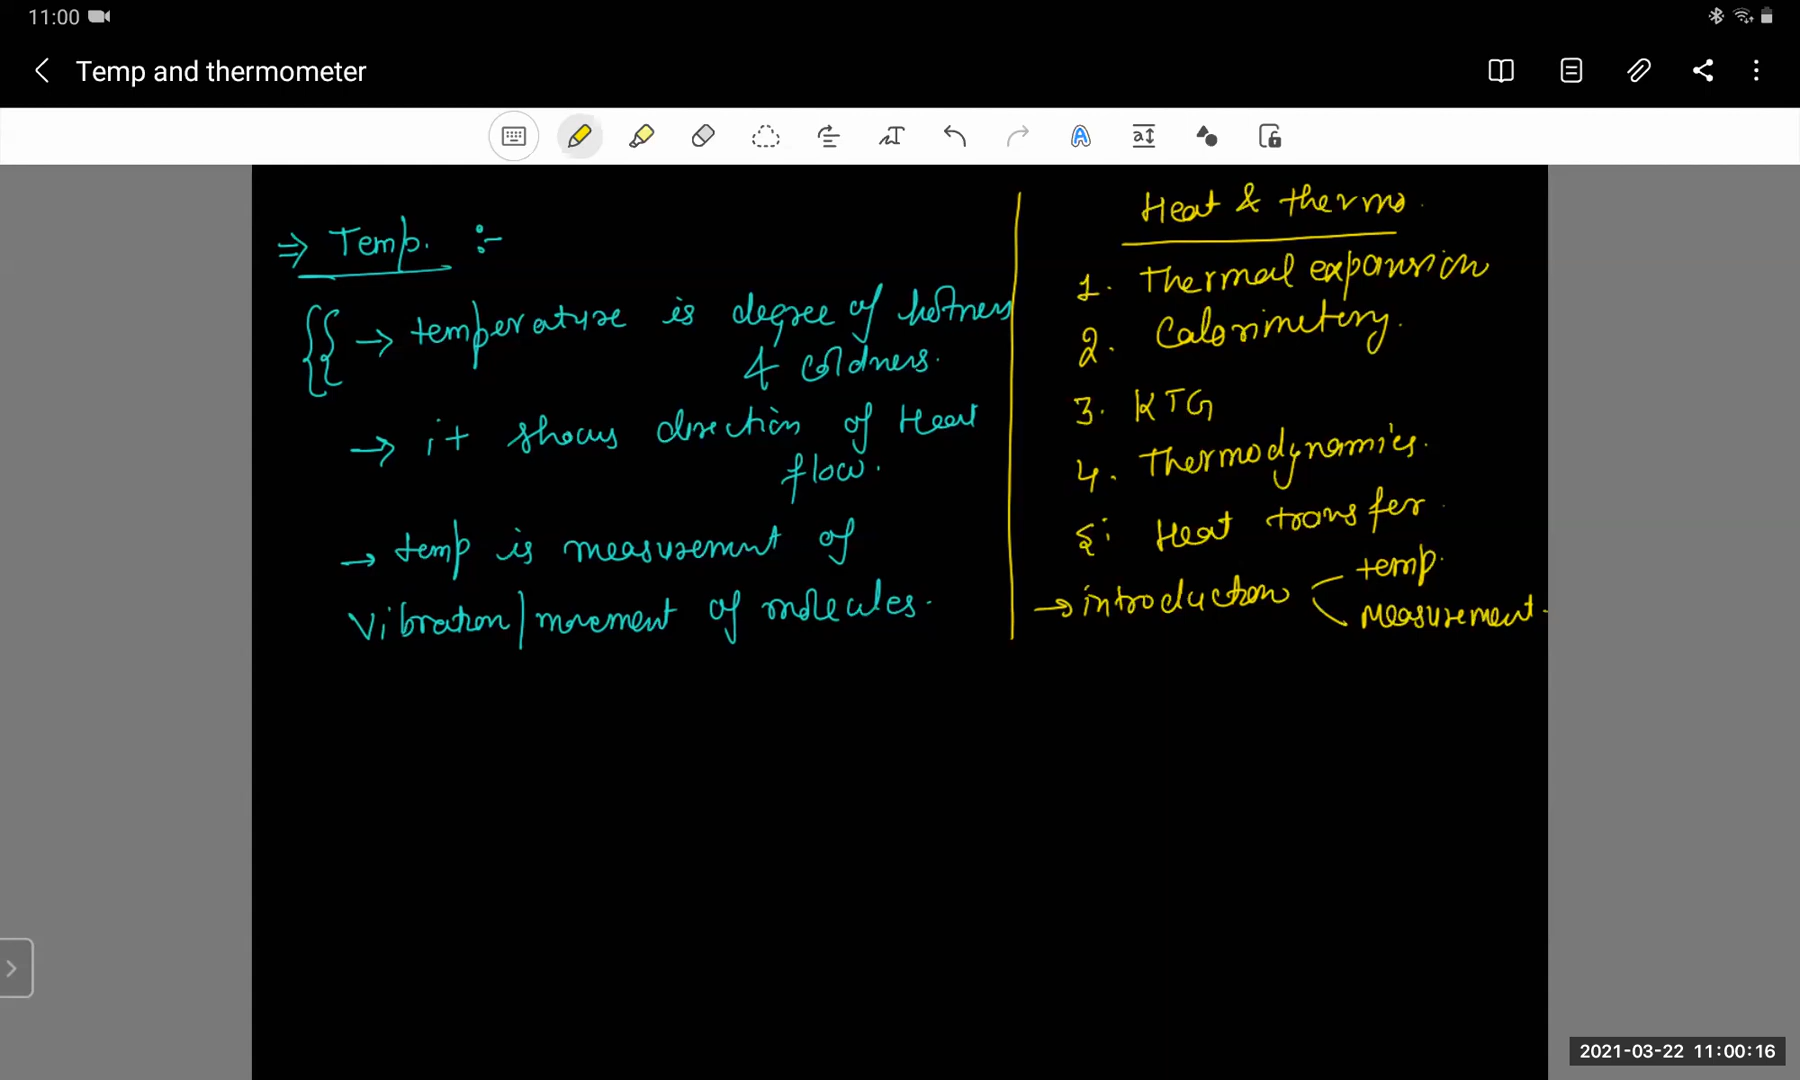 11:00
Temp and thermometer
⇒ Temp. :-
→ temperature is degree of hotness
& coldness.
→ it shows direction of Heat
flow.
→ temp is measurement of
Vibration/movement of molecules.
Heat & thermo.
1. Thermal expansion
2. Calorimetery.
3. KTG
4. Thermodynamics.
5. Heat transfer.
→ introduction
temp.
measurement.
2021-03-22 11:00:16